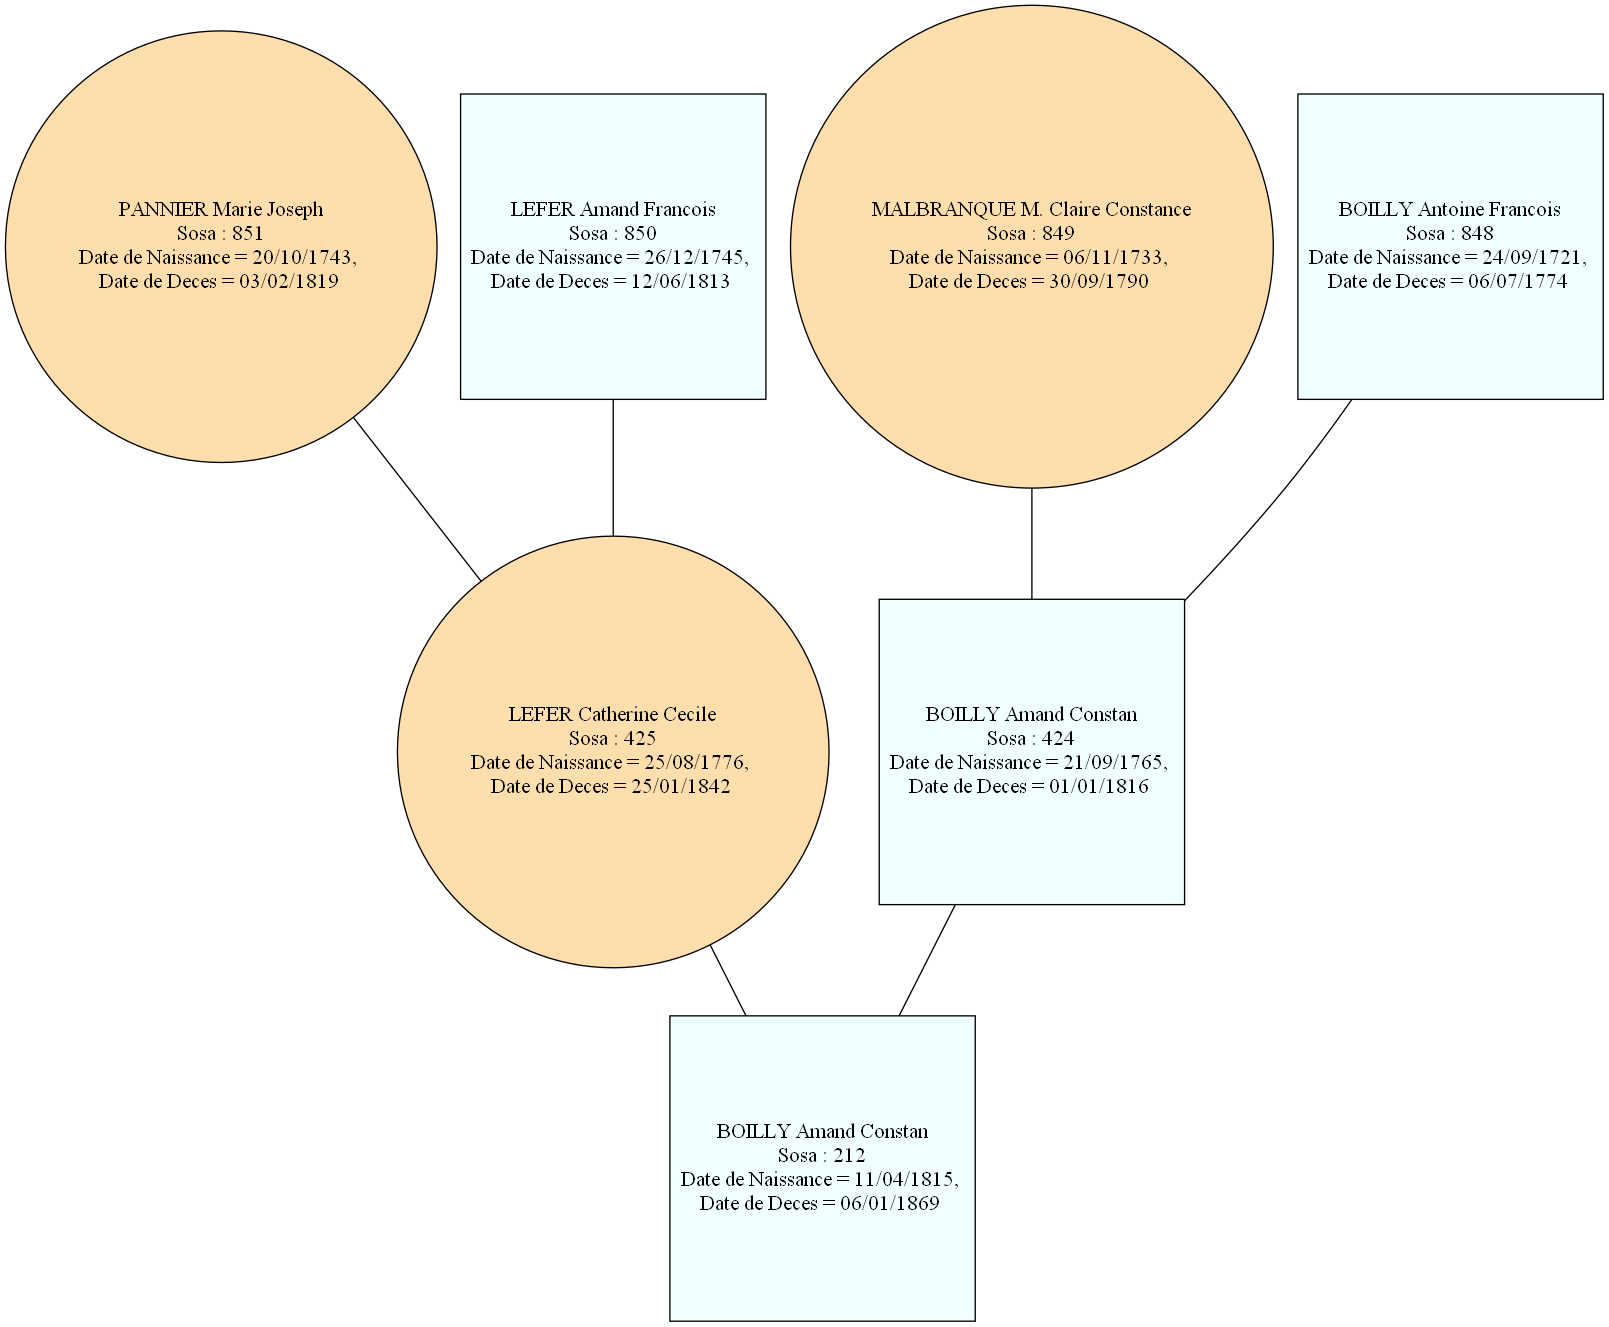 PANNIER Marie Joseph
Sosa : 851
Date de Naissance = 20/10/1743,
Date de Deces = 03/02/1819
LEFER Amand Francois
Sosa : 850
Date de Naissance = 26/12/1745,
Date de Deces = 12/06/1813
MALBRANQUE M. Claire Constance
Sosa : 849
Date de Naissance = 06/11/1733,
Date de Deces = 30/09/1790
BOILLY Antoine Francois
Sosa : 848
Date de Naissance = 24/09/1721,
Date de Deces = 06/07/1774
LEFER Catherine Cecile
Sosa : 425
Date de Naissance = 25/08/1776,
Date de Deces = 25/01/1842
BOILLY Amand Constan
Sosa : 424
Date de Naissance = 21/09/1765,
Date de Deces = 01/01/1816
BOILLY Amand Constan
Sosa : 212
Date de Naissance = 11/04/1815,
Date de Deces = 06/01/1869